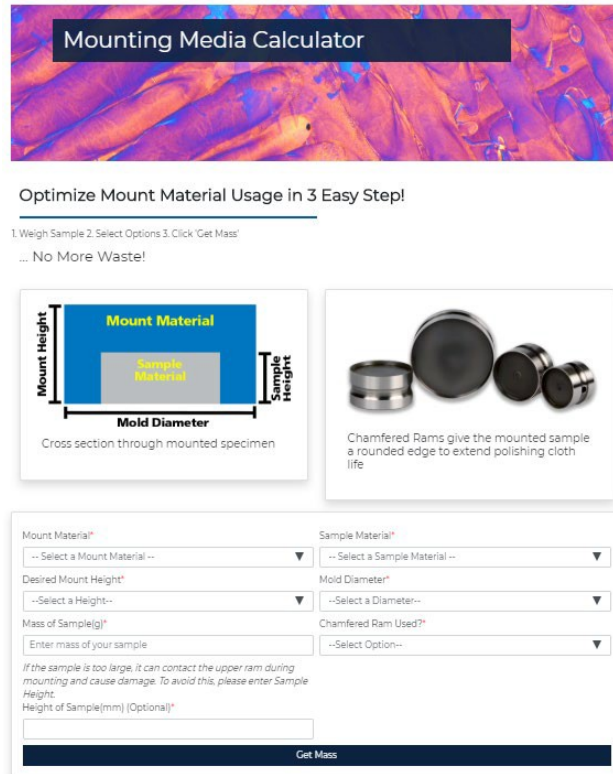 Mounting Media Calculator
Optimize Mount Material Usage in 3 Easy Step!
1. Weigh Sample 2. Select Options 3. Click 'Get Mass'
... No More Waste!
Mount Height
Mount Material
Sample
Material
Sample
Height
Mold Diameter
Cross section through mounted specimen
Chamfered Rams give the mounted sample
a rounded edge to extend polishing cloth
life
Mount Material*
-- Select a Mount Material --
Sample Material*
-- Select a Sample Material --
Desired Mount Height*
--Select a Height--
Mold Diameter*
--Select a Diameter--
Mass of Sample(g)*
Enter mass of your sample
Chamfered Ram Used?*
--Select Option--
If the sample is too large, it can contact the upper ram during
mounting and cause damage. To avoid this, please enter Sample
Height.
Height of Sample(mm) (Optional)*
Get Mass